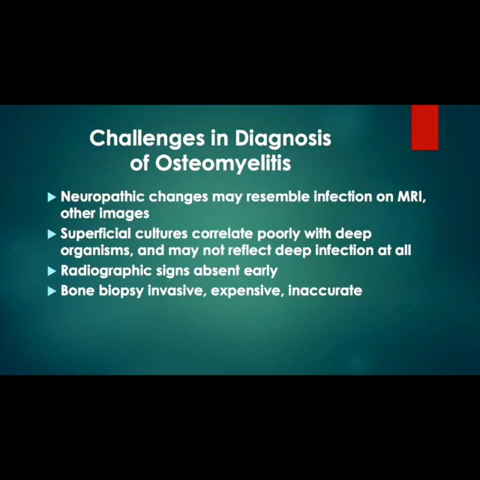 Challenges in Diagnosis
of Osteomyelitis
Neuropathic changes may resemble infection on MRI,
other images
Superficial cultures correlate poorly with deep
organisms, and may not reflect deep infection at all
Radiographic signs absent early
Bone biopsy invasive, expensive, inaccurate